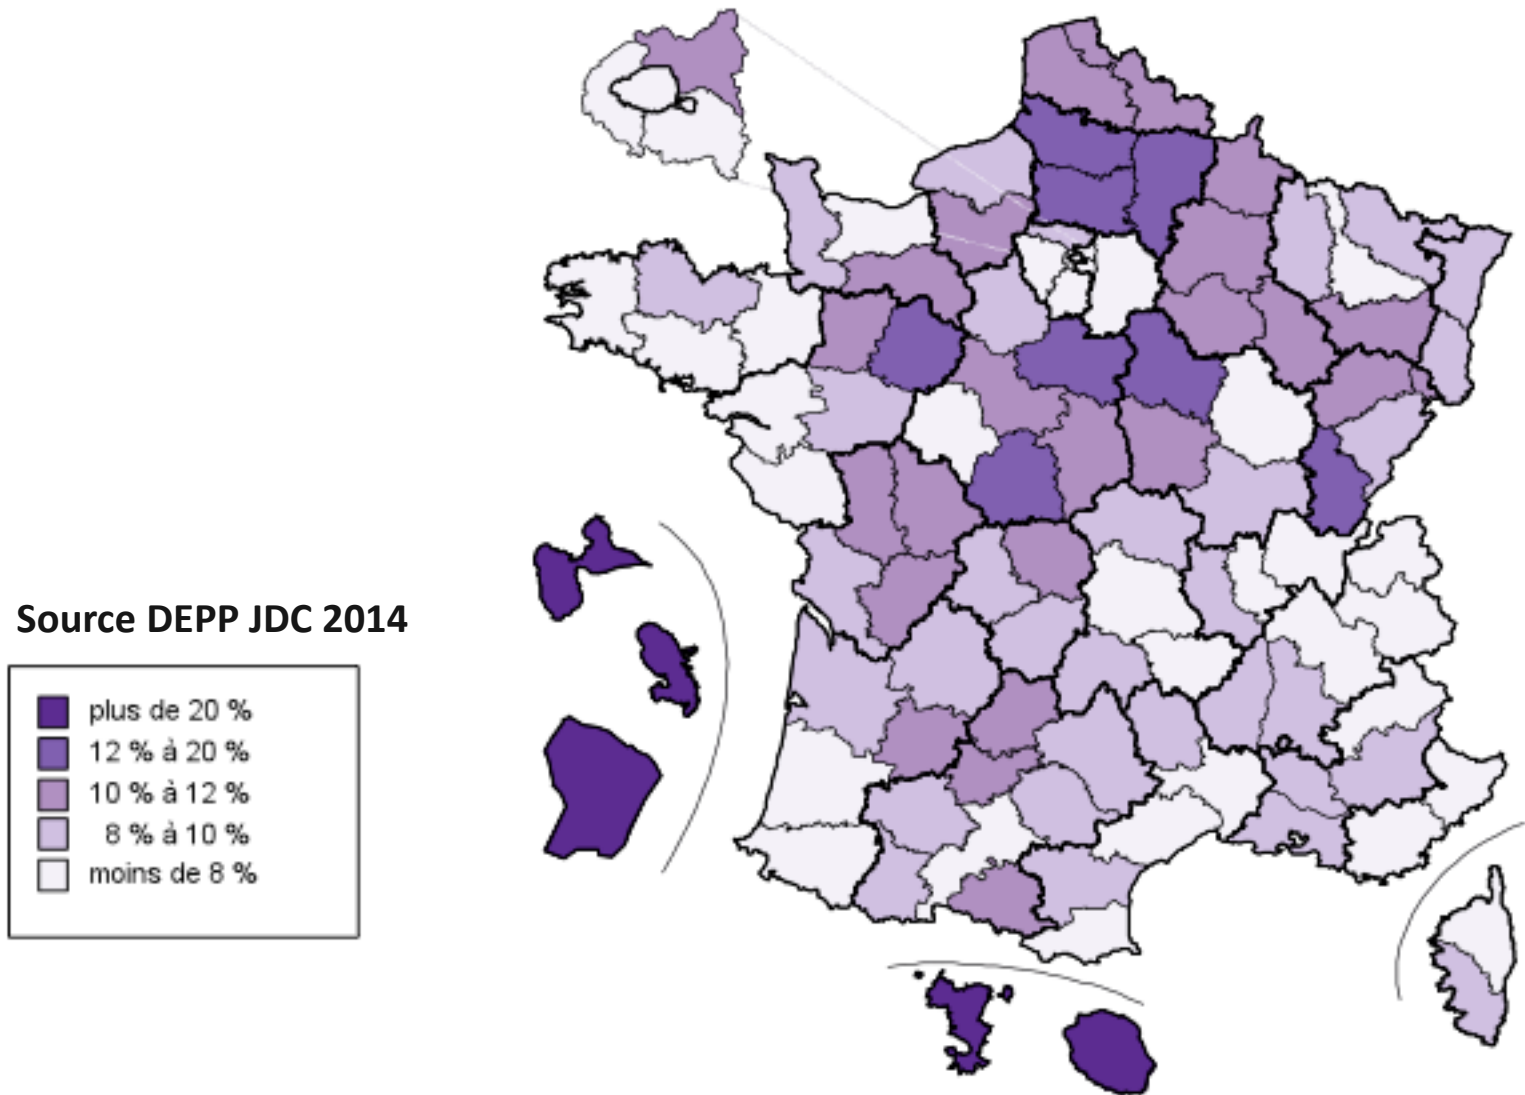 Source DEPP JDC 2014
plus de 20 %
12 % à 20 %
10 % à 12 %
8 % à 10 %
moins de 8 %